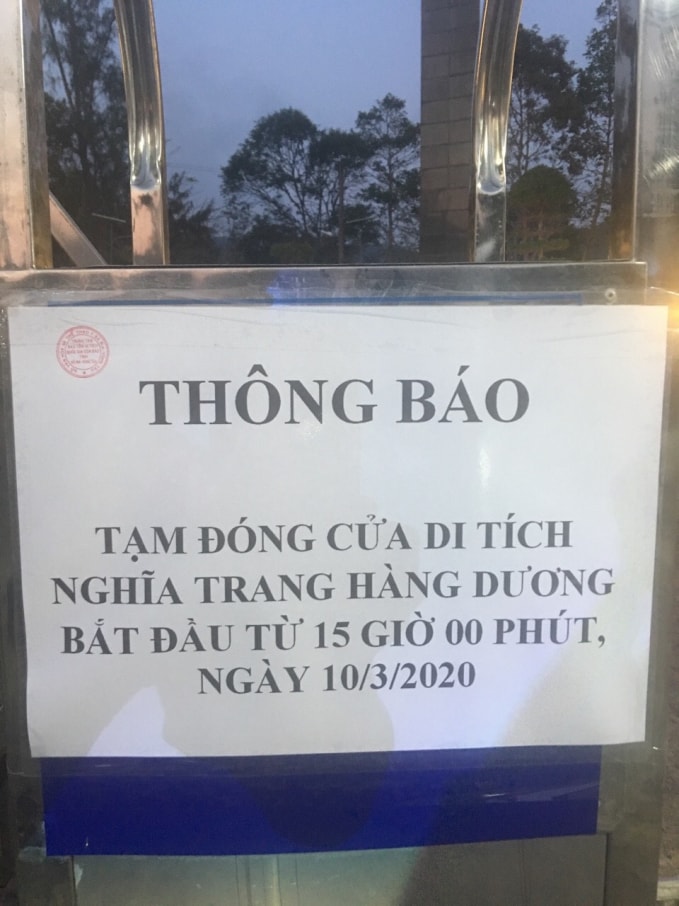 THÔNG BÁO
TẠM ĐÓNG CỬA DI TÍCH
NGHĨA TRANG HÀNG DƯƠNG
BẮT ĐẦU TỪ 15 GIỜ 00 PHÚT,
NGÀY 10/3/2020